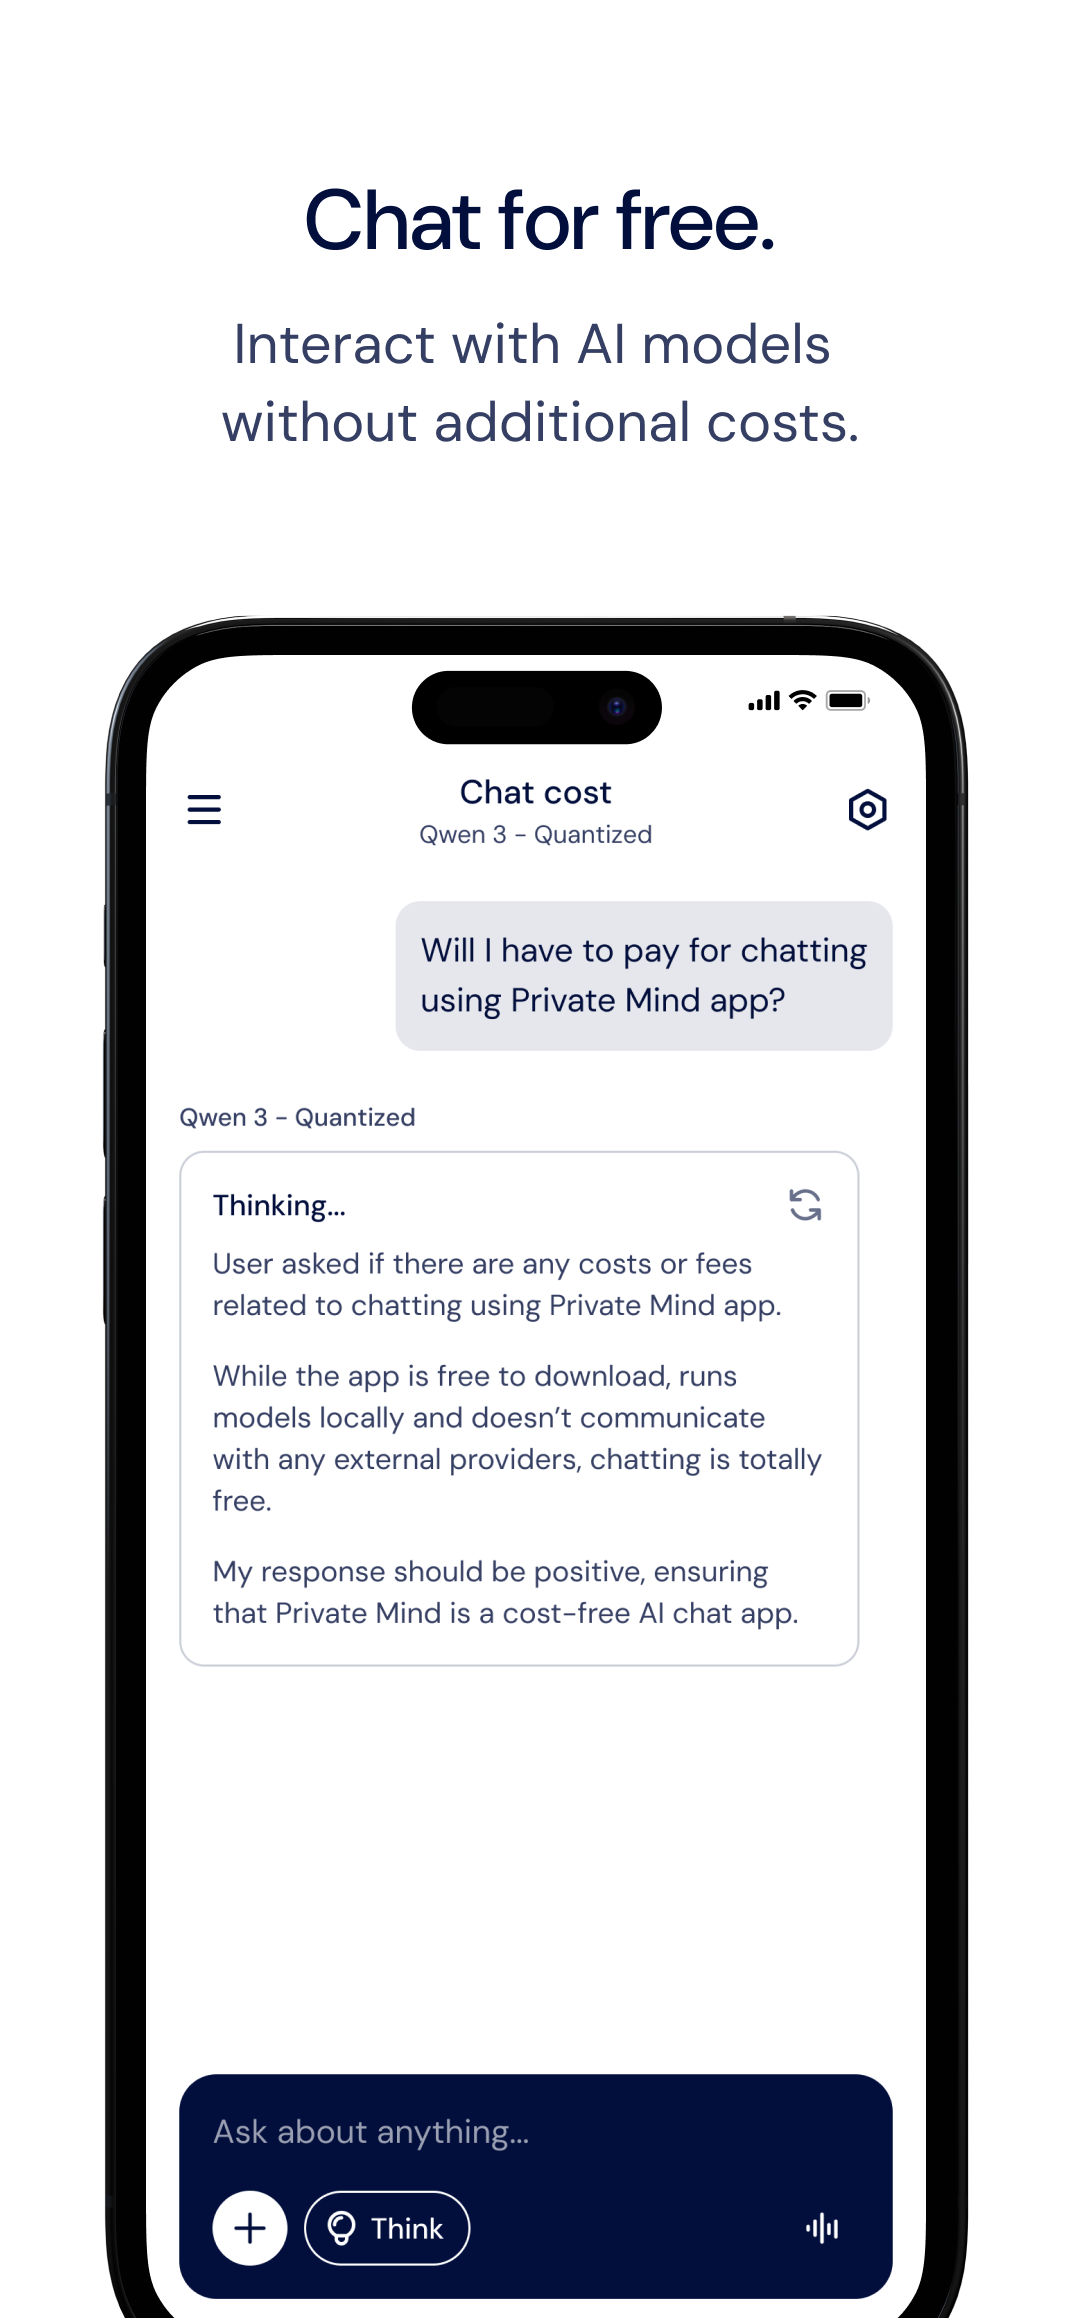 Chat for free.
Interact with AI models
without additional costs.
Chat cost
Qwen 3 - Quantized
Will I have to pay for chatting
using Private Mind app?
Qwen 3 - Quantized
Thinking...
User asked if there are any costs or fees
related to chatting using Private Mind app.
While the app is free to download, runs
models locally and doesn’t communicate
with any external providers, chatting is totally
free.
My response should be positive, ensuring
that Private Mind is a cost-free AI chat app.
Ask about anything...
Think